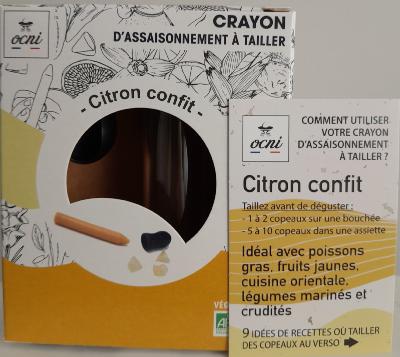 ocni
CRAYON
D'ASSAISONNEMENT À TAILLER
- Citron confit -
AB
ocni
COMMENT UTILISER
VOTRE CRAYON
D'ASSAISONNEMENT
À TAILLER ?
Citron confit
Taillez avant de déguster :
- 1 à 2 copeaux sur une bouchée
- 5 à 10 copeaux dans une assiette
Idéal avec poissons
gras, fruits jaunes,
cuisine orientale,
légumes marinés et
crudités
9 IDÉES DE RECETTES OÙ TAILLER
DES COPEAUX AU VERSO